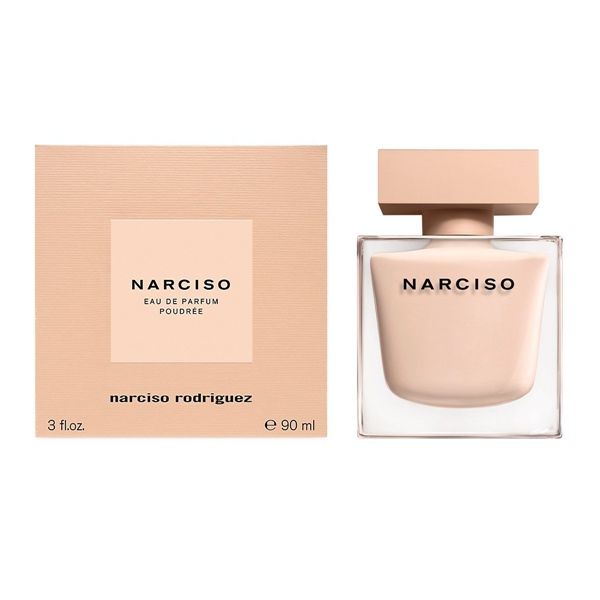 NARCISO
EAU DE PARFUM
POUDRÉE
narciso rodriguez
3 fl.oz.
℮ 90 ml
NARCISO